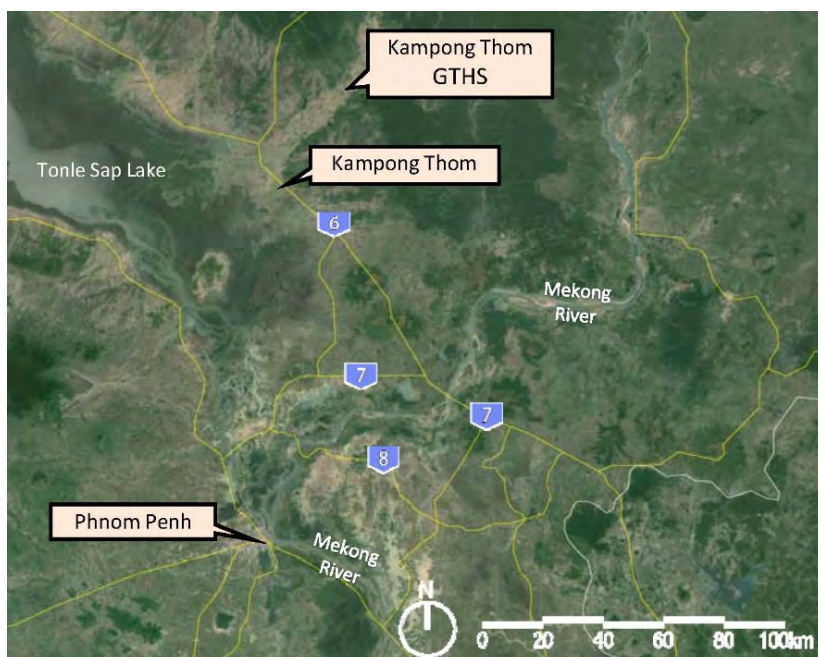 Kampong Thom
GTHS
Tonle Sap Lake
Kampong Thom
6
Mekong
River
7
7
8
Phnom Penh
Mekong
River
N
0 20 40 60 80 100km